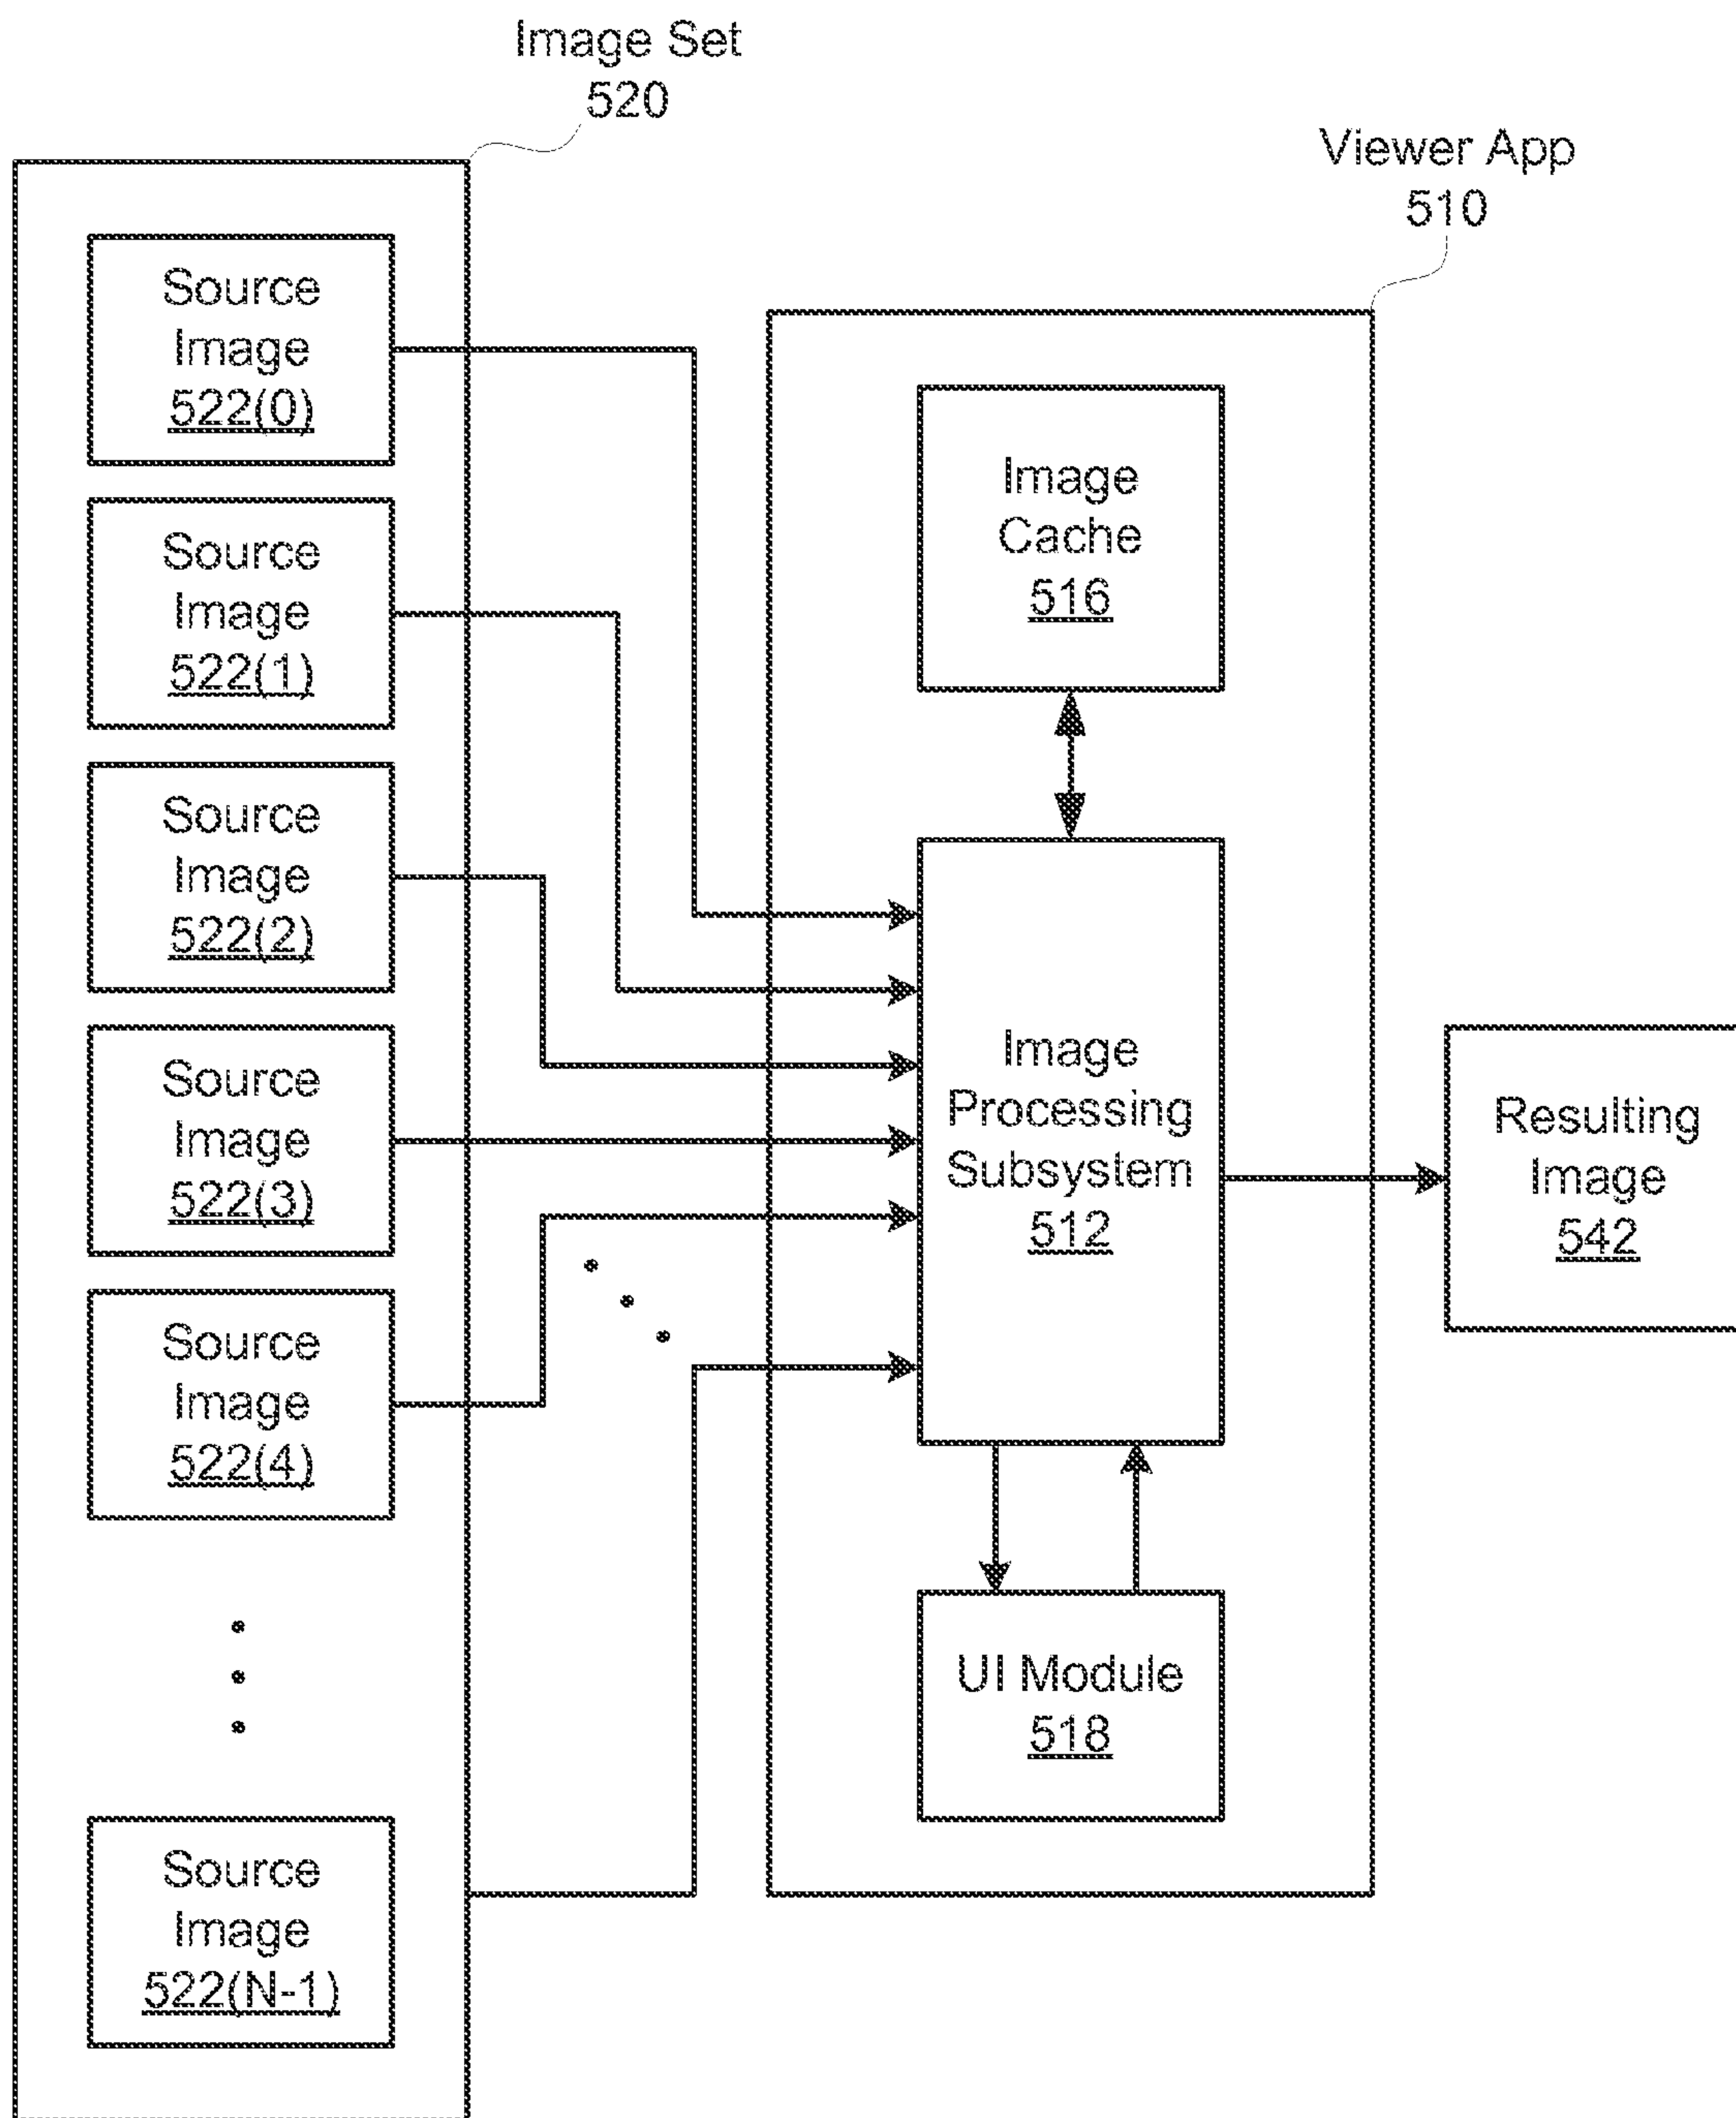 Image Set
520
Viewer App
510
Source
Image
522(0)
Source
Image
522(1)
Source
Image
522(2)
Source
Image
522(3)
Source
Image
522(4)
Source
Image
522(N-1)
Image
Cache
516
Image
Processing
Subsystem
512
UI Module
518
Resulting
Image
542